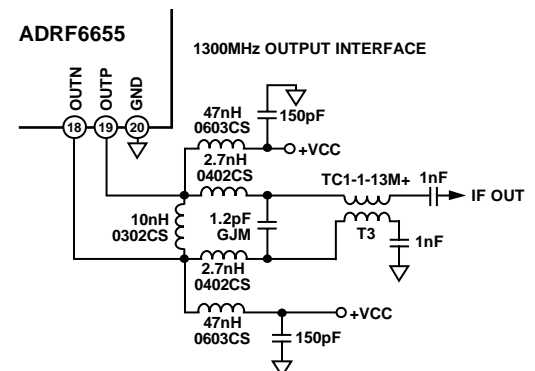 ADRF6655
1300MHz OUTPUT INTERFACE
OUTN
OUTP
GND
18
19
20
47nH
0603CS
150pF
+VCC
2.7nH
0402CS
TC1-1-13M+
1nF
IF OUT
10nH
0302CS
1.2pF
GJM
T3
1nF
2.7nH
0402CS
+VCC
47nH
0603CS
150pF